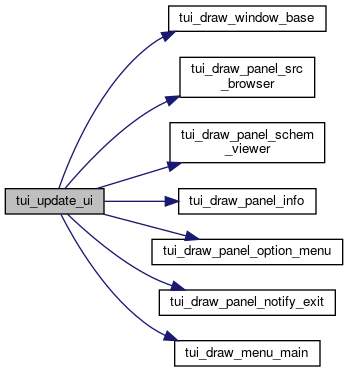 tui_draw_window_base
tui_draw_panel_src
_browser
tui_draw_panel_schem
_viewer
tui_update_ui
tui_draw_panel_info
tui_draw_panel_option_menu
tui_draw_panel_notify_exit
tui_draw_menu_main